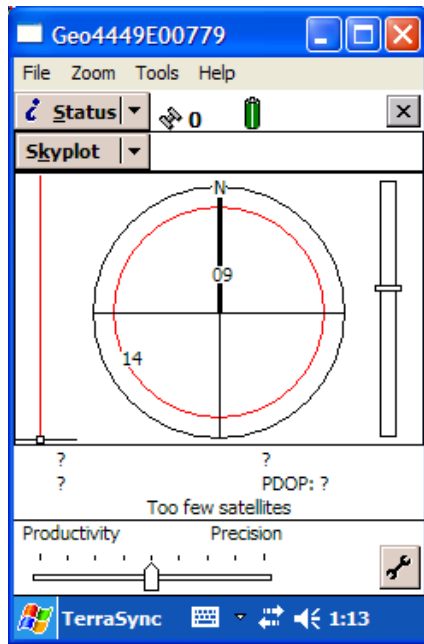 Geo4449E00779
File Zoom Tools Help
Status 0
Skyplot
N
09
14
? ?
? PDOP: ?
Too few satellites
Productivity Precision
TerraSync 1:13